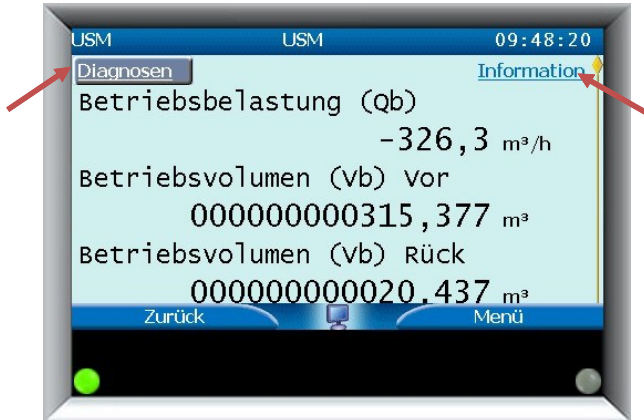 USM USM 09:48:20
Diagnosen Information
Betriebsbelastung (Qb)
-326,3 m³/h
Betriebsvolumen (Vb) Vor
000000000315,377 m³
Betriebsvolumen (Vb) Rück
000000000020,437 m³
Zurück Menü